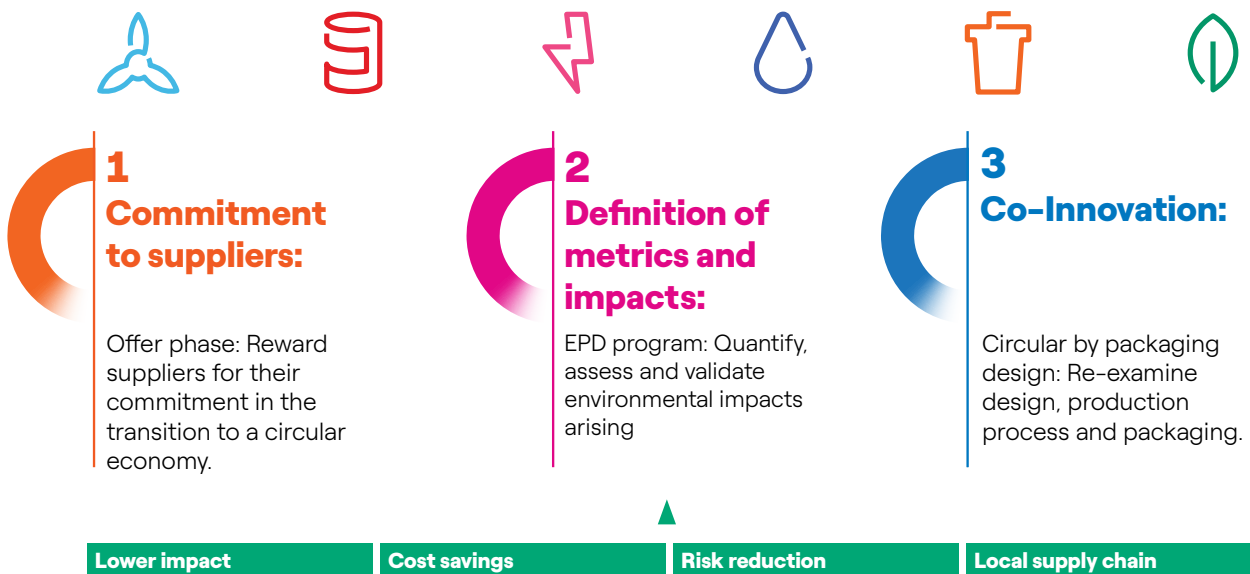 1
Commitment
to suppliers:
Offer phase: Reward
suppliers for their
commitment in the
transition to a circular
economy.
2
Definition of
metrics and
impacts:
EPD program: Quantify,
assess and validate
environmental impacts
arising
3
Co-Innovation:
Circular by packaging
design: Re-examine
design, production
process and packaging.
Lower impact
Cost savings
Risk reduction
Local supply chain